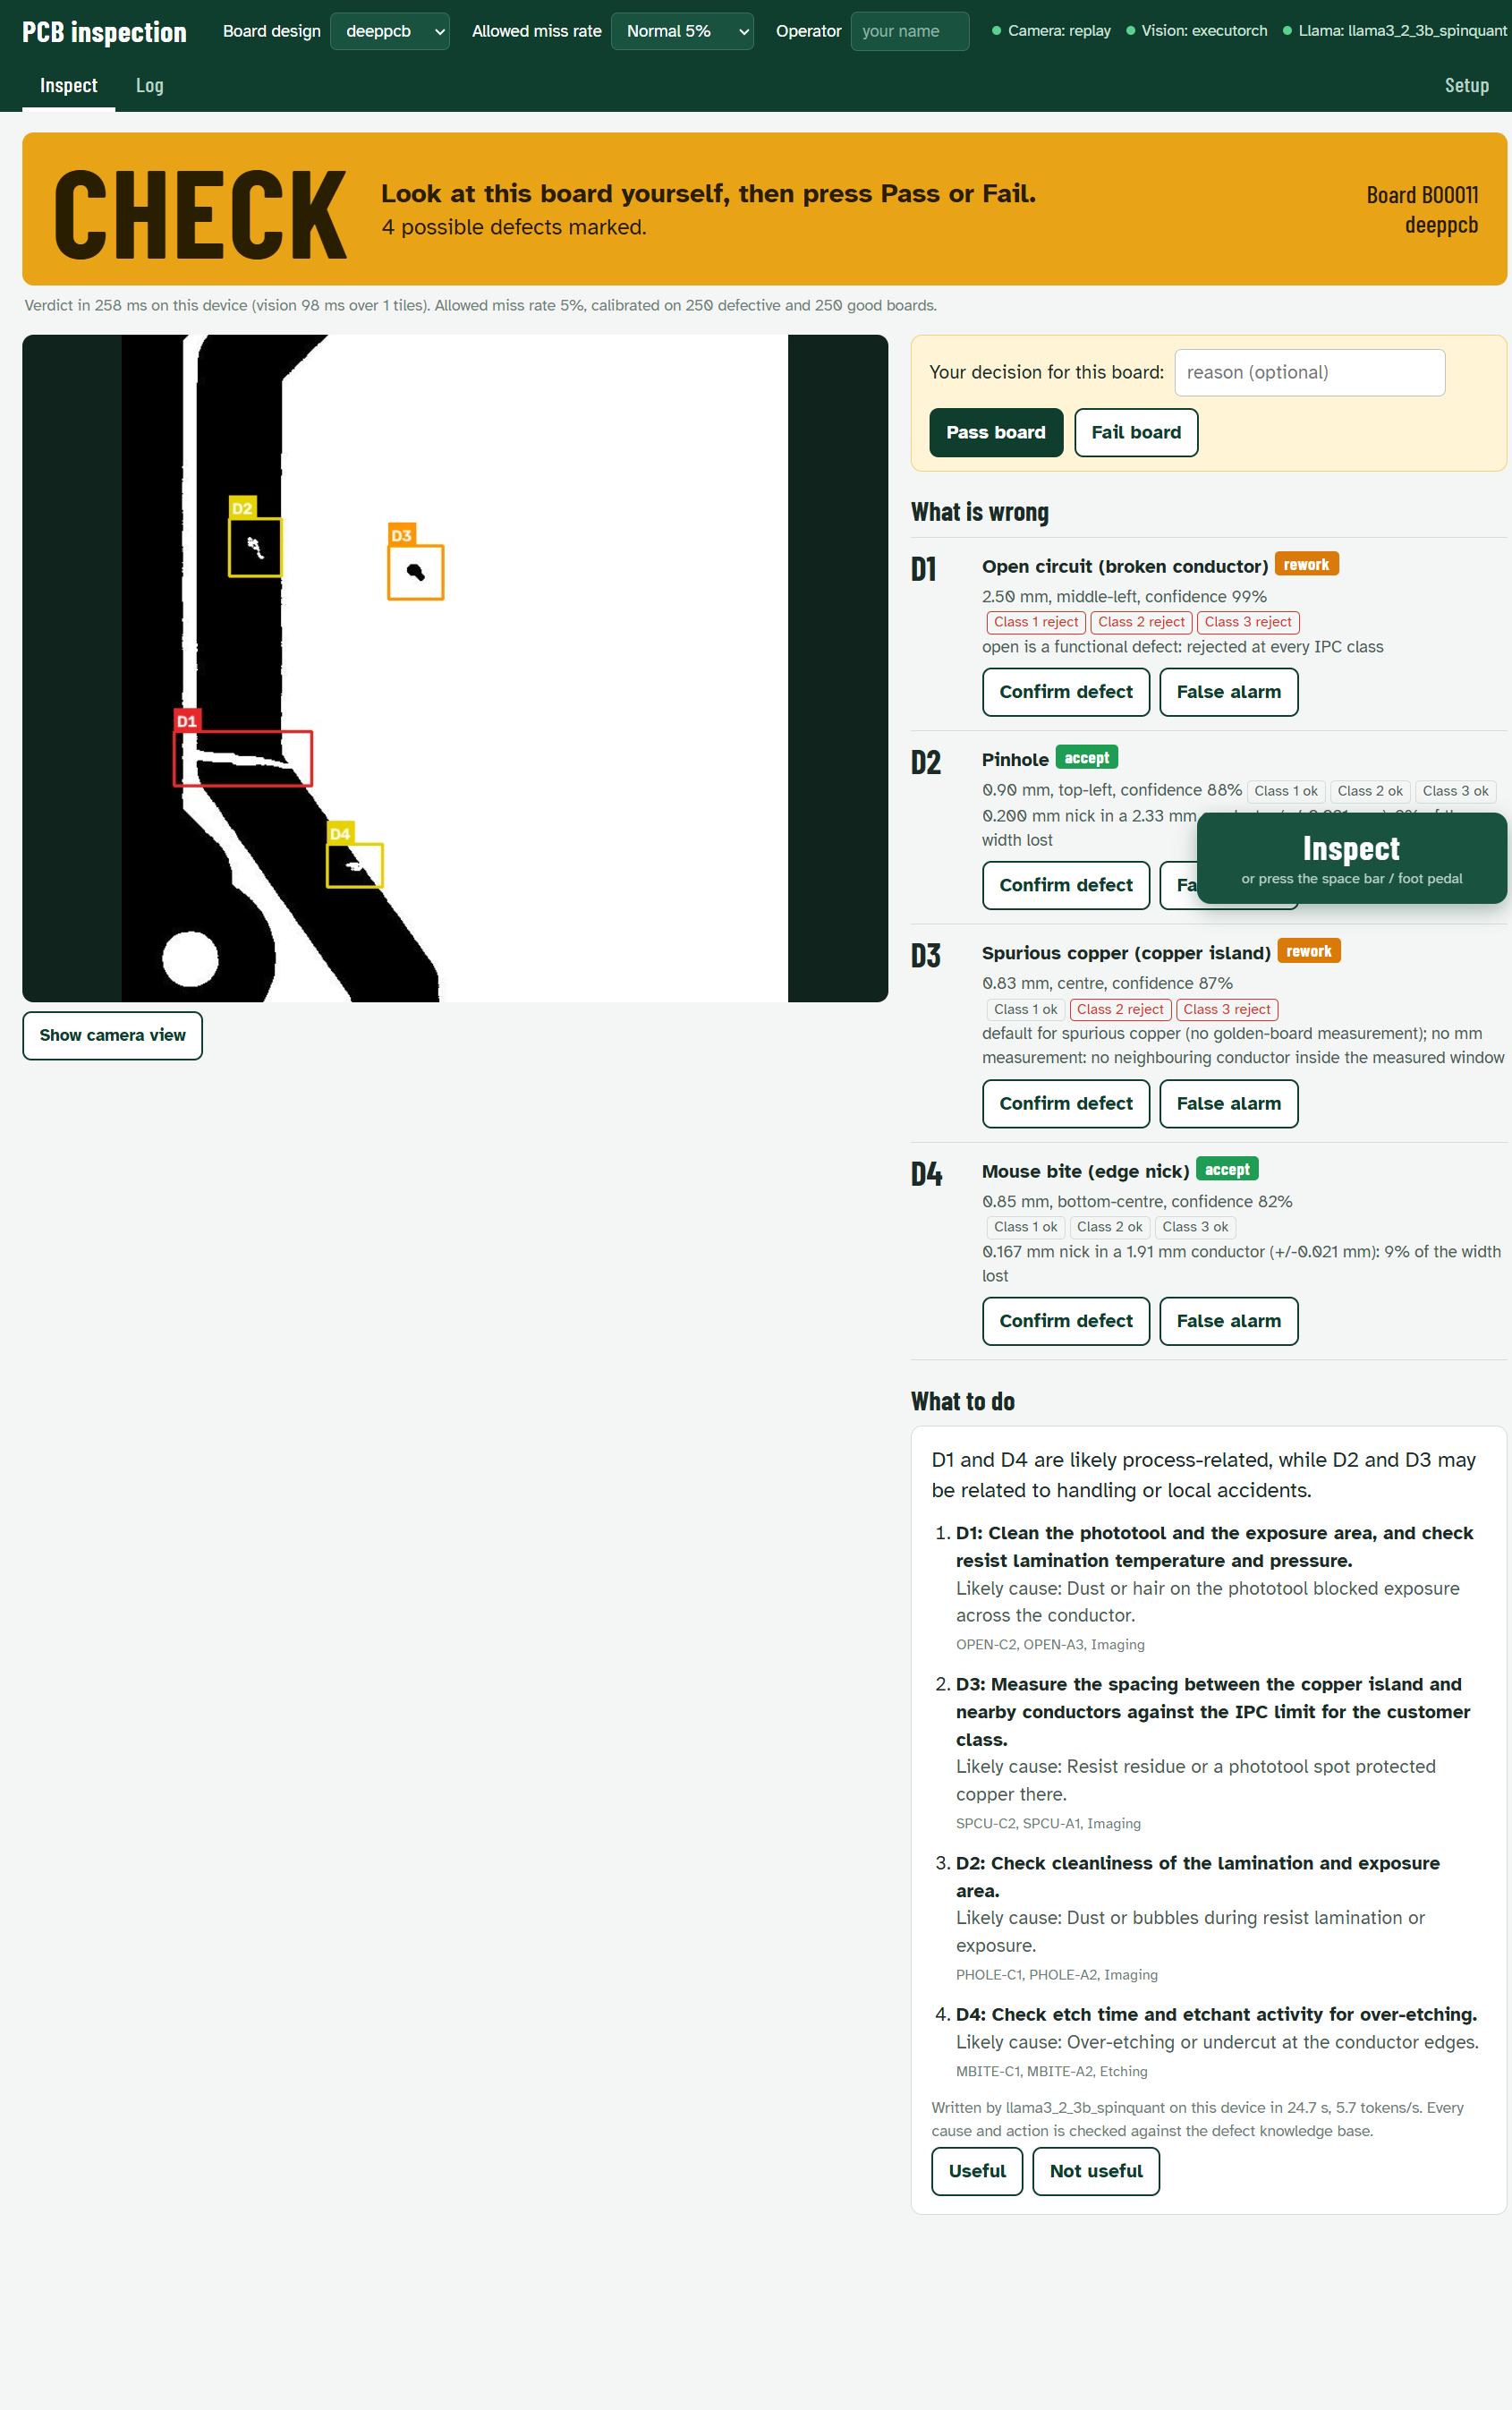 PCB inspection
Board design deeppcb
Allowed miss rate Normal 5%
Operator your name
Camera: replay
Vision: executorch
Llama: llama3_2_3b_spinquant
Inspect
Log
Setup
CHECK
Look at this board yourself, then press Pass or Fail.
4 possible defects marked.
Board B00011
deeppcb
Verdict in 258 ms on this device (vision 98 ms over 1 tiles). Allowed miss rate 5%, calibrated on 250 defective and 250 good boards.
D2
D3
D1
D4
Show camera view
Your decision for this board: reason (optional)
Pass board
Fail board
What is wrong
D1
Open circuit (broken conductor) rework
2.50 mm, middle-left, confidence 99%
Class 1 reject Class 2 reject Class 3 reject
open is a functional defect: rejected at every IPC class
Confirm defect False alarm
D2
Pinhole accept
0.90 mm, top-left, confidence 88% Class 1 ok Class 2 ok Class 3 ok
0.200 mm nick in a 2.33 mm
width lost
Confirm defect Fa
Inspect
or press the space bar / foot pedal
D3
Spurious copper (copper island) rework
0.83 mm, centre, confidence 87%
Class 1 ok Class 2 reject Class 3 reject
default for spurious copper (no golden-board measurement); no mm
measurement: no neighbouring conductor inside the measured window
Confirm defect False alarm
D4
Mouse bite (edge nick) accept
0.85 mm, bottom-centre, confidence 82%
Class 1 ok Class 2 ok Class 3 ok
0.167 mm nick in a 1.91 mm conductor (+/-0.021 mm): 9% of the width
lost
Confirm defect False alarm
What to do
D1 and D4 are likely process-related, while D2 and D3 may
be related to handling or local accidents.
1. D1: Clean the phototool and the exposure area, and check
resist lamination temperature and pressure.
Likely cause: Dust or hair on the phototool blocked exposure
across the conductor.
OPEN-C2, OPEN-A3, Imaging
2. D3: Measure the spacing between the copper island and
nearby conductors against the IPC limit for the customer
class.
Likely cause: Resist residue or a phototool spot protected
copper there.
SPCU-C2, SPCU-A1, Imaging
3. D2: Check cleanliness of the lamination and exposure
area.
Likely cause: Dust or bubbles during resist lamination or
exposure.
PHOLE-C1, PHOLE-A2, Imaging
4. D4: Check etch time and etchant activity for over-etching.
Likely cause: Over-etching or undercut at the conductor edges.
MBITE-C1, MBITE-A2, Etching
Written by llama3_2_3b_spinquant on this device in 24.7 s, 5.7 tokens/s. Every
cause and action is checked against the defect knowledge base.
Useful Not useful